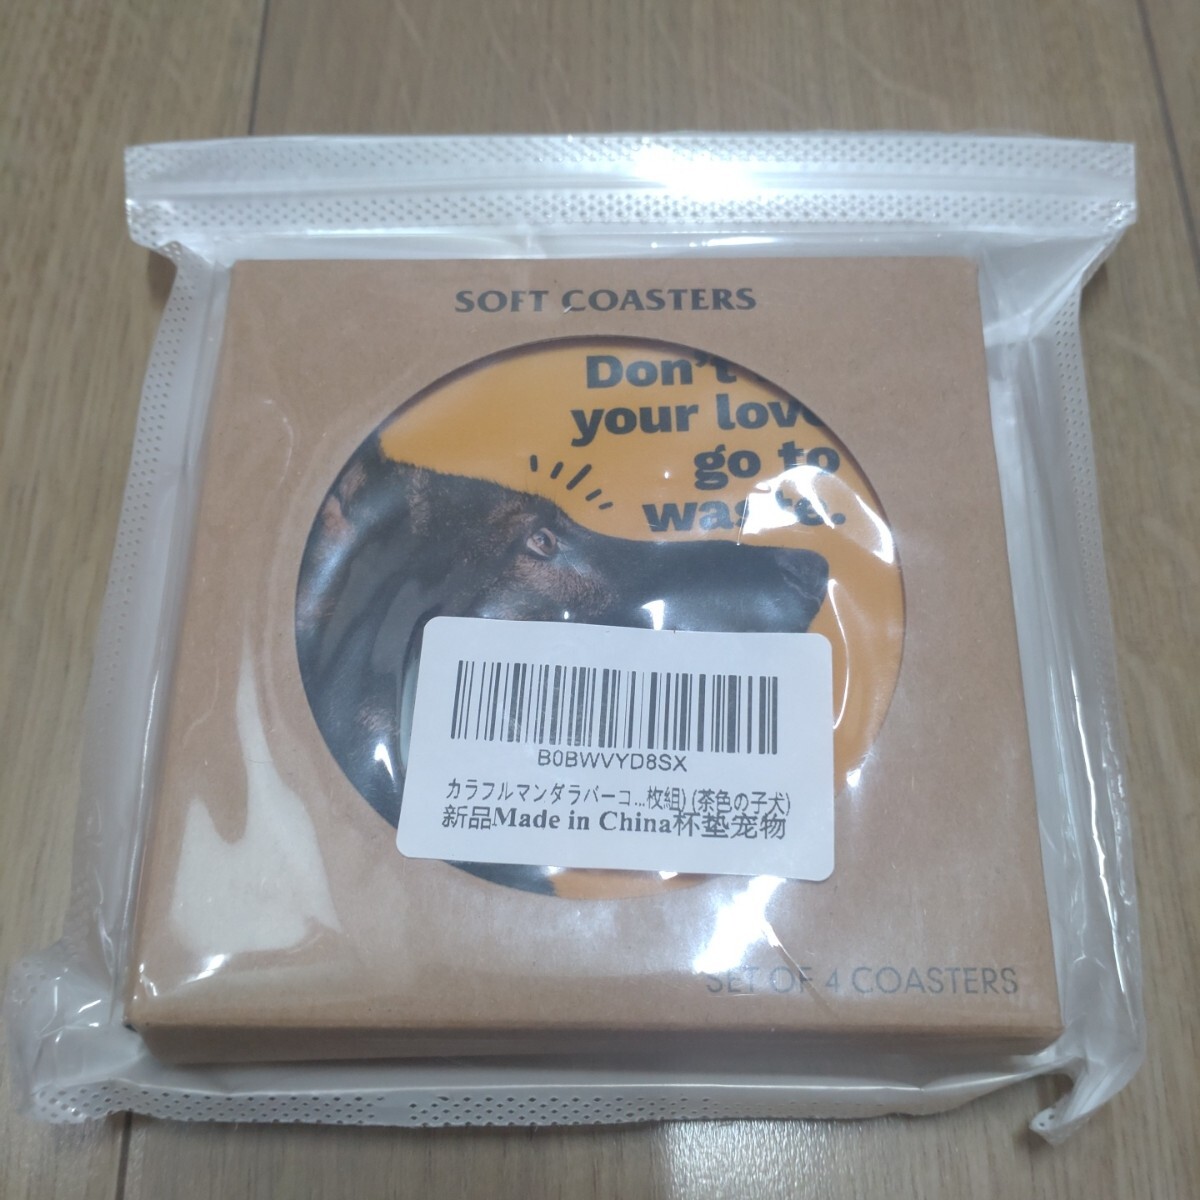 SOFT COASTERS
Don't
your love
go to
waste.
B0BWVYD8SX
カラフルマンダラバーコ...枚組) (茶色の子犬)
新品Made in China杯垫宠物
SET OF 4 COASTERS